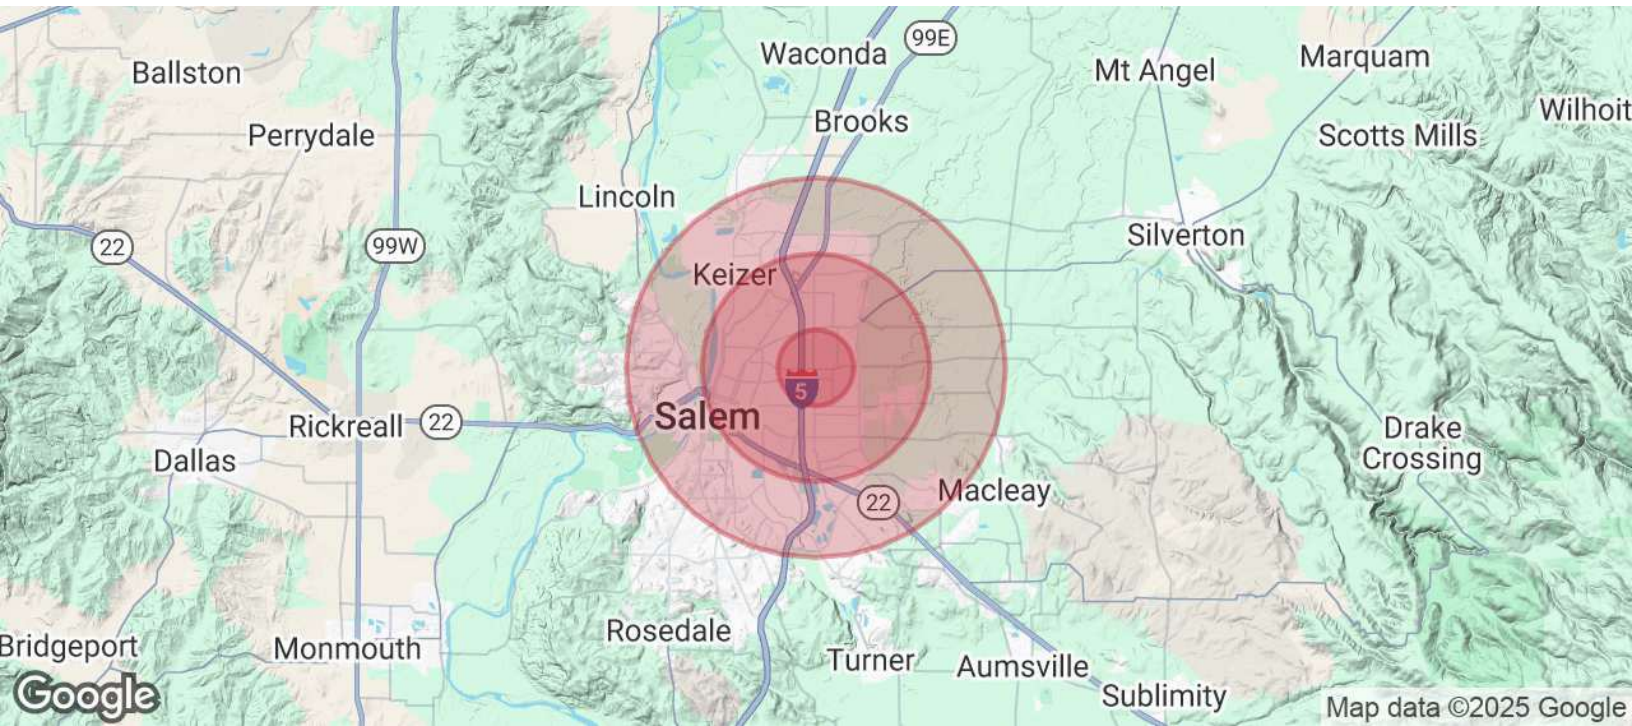 Waconda
99E
Marquam
Ballston
Mt Angel
Wilhoit
Brooks
Perrydale
Scotts Mills
Lincoln
22
99W
Silverton
Keizer
5
Salem
Rickreall
22
Drake
Crossing
Dallas
Macleay
22
Rosedale
Bridgeport
Monmouth
Turner
Aumsville
Sublimity
Google
Map data ©2025 Google